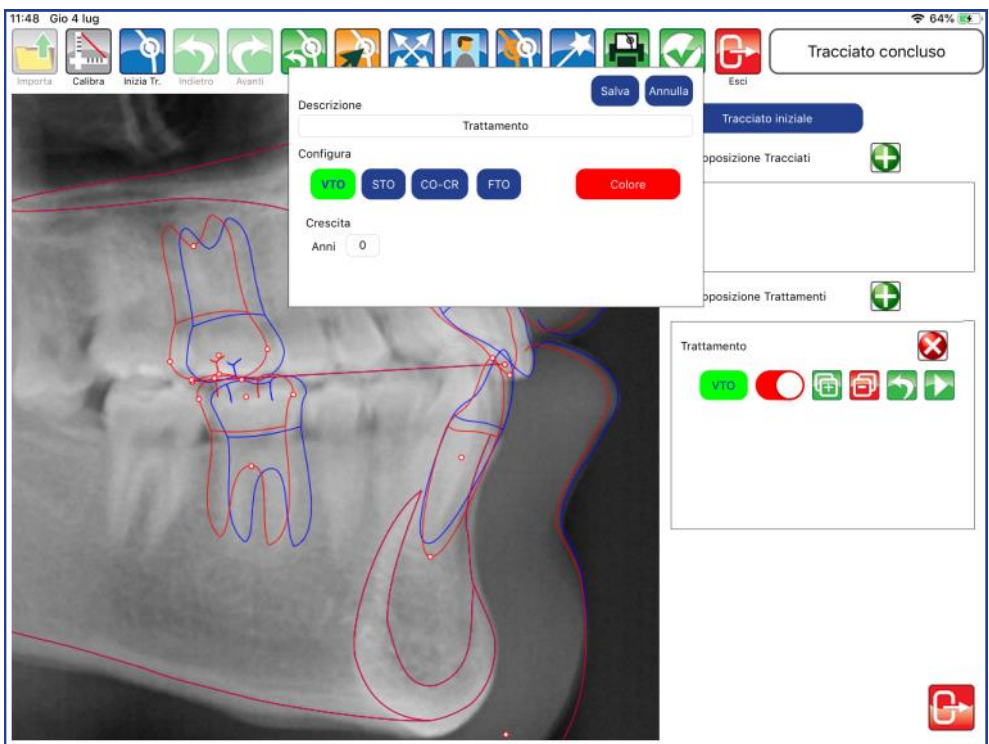 11:48 Gio 4 lug
64%
Importa
Calibra
Inizia Tr.
Indietro
Avanti
Esci
Tracciato concluso
Salva
Annulla
Descrizione
Trattamento
Configura
VTO
STO
CO-CR
FTO
Colore
Crescita
Anni 0
Tracciato iniziale
pposizione Tracciati
pposizione Trattamenti
Trattamento
VTO